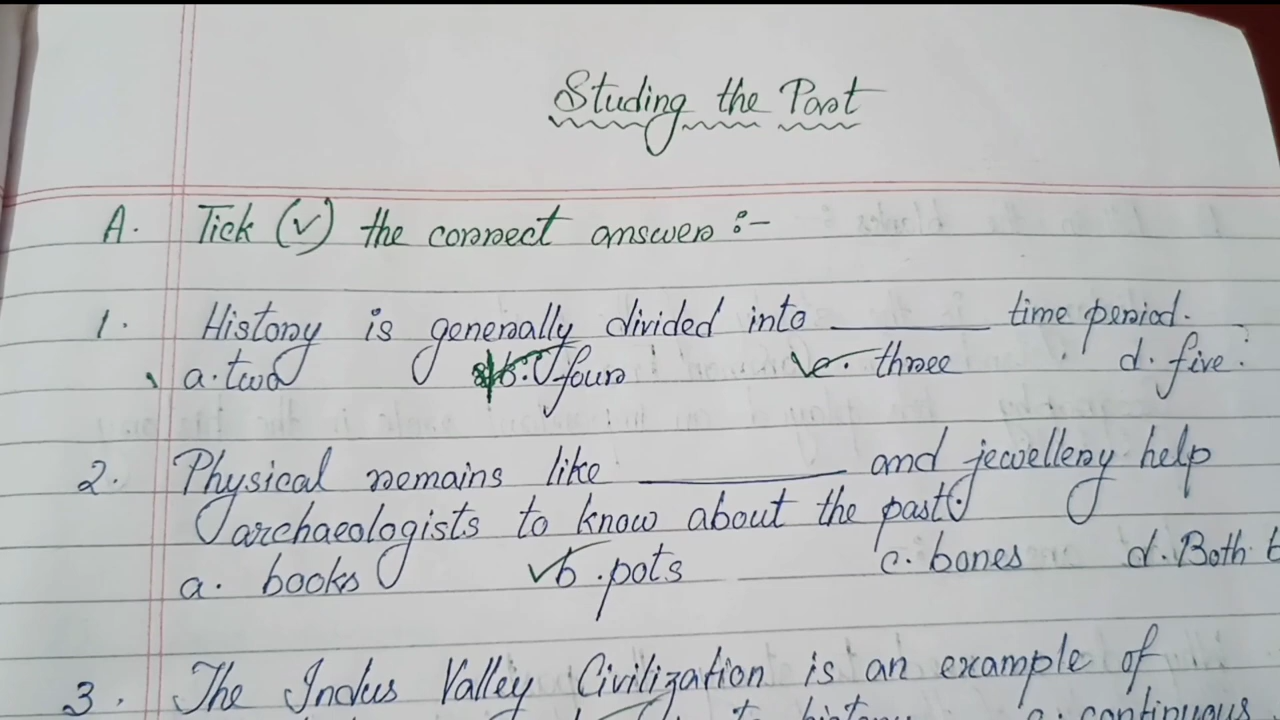 Studing the Past
A. Tick (✓) the correct answer :-
1. History is generally divided into ______ time period.
a. two b. four ✓c. three d. five
2. Physical remains like ______ and jewellery help
archaeologists to know about the past.
a. books ✓b. pots c. bones d. Both
3. The Indus Valley Civilization is an example of
history c. continuous